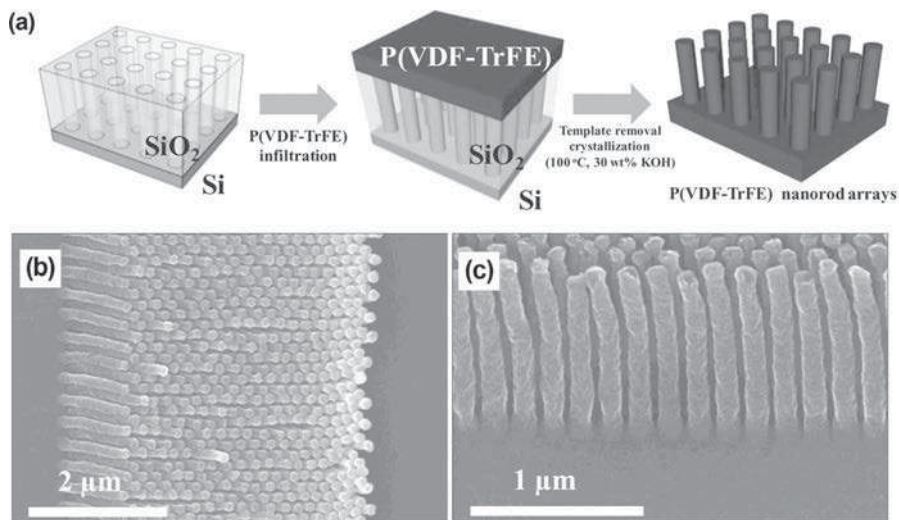 (a)
SiO2
Si
P(VDF-TrFE)
infiltration
P(VDF-TrFE)
SiO2
Si
Template removal
crystallization
(100 °C, 30 wt% KOH)
P(VDF-TrFE) nanorod arrays
(b)
2 μm
(c)
1 μm